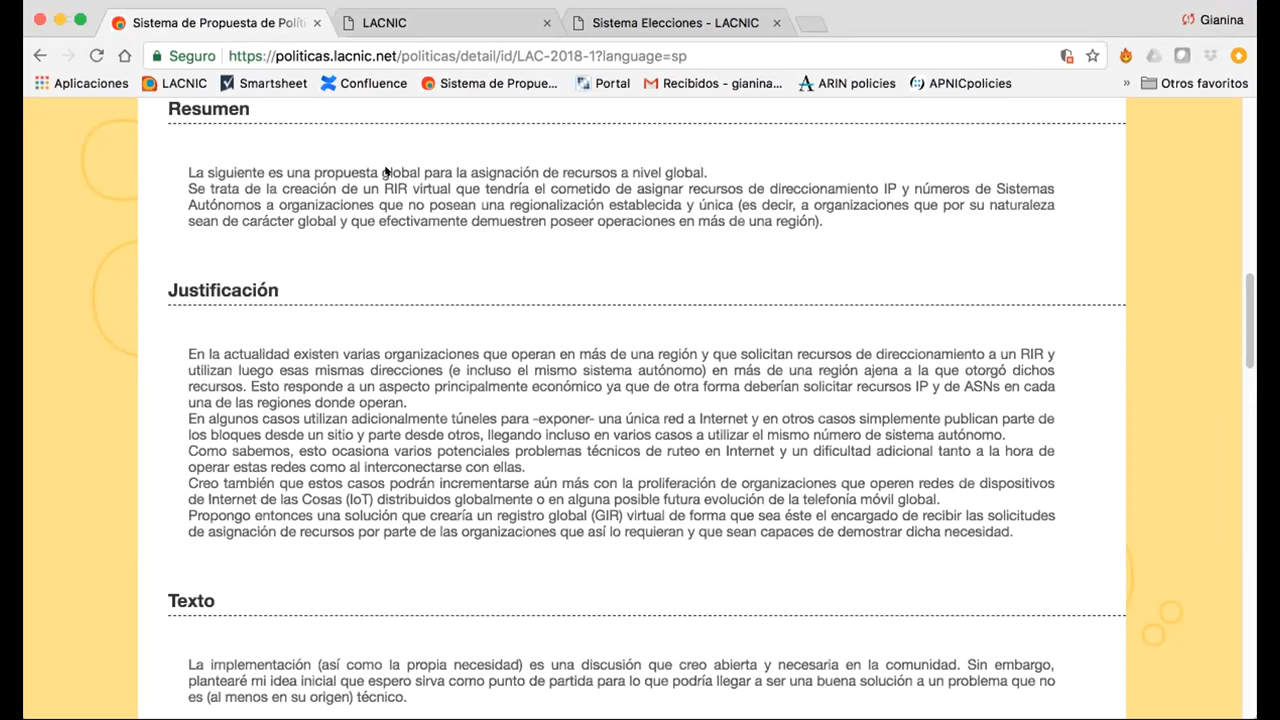 Sistema de Propuesta de Polít
LACNIC
Sistema Elecciones - LACNIC
Gianina
Seguro
https://politicas.lacnic.net/politicas/detail/id/LAC-2018-1?language=sp
Aplicaciones
LACNIC
Smartsheet
Confluence
Sistema de Propue...
Portal
Recibidos - gianina...
ARIN policies
APNICpolicies
»
Otros favoritos
Resumen
La siguiente es una propuesta global para la asignación de recursos a nivel global.
Se trata de la creación de un RIR virtual que tendría el cometido de asignar recursos de direccionamiento IP y números de Sistemas
Autónomos a organizaciones que no posean una regionalización establecida y única (es decir, a organizaciones que por su naturaleza
sean de carácter global y que efectivamente demuestren poseer operaciones en más de una región).
Justificación
En la actualidad existen varias organizaciones que operan en más de una región y que solicitan recursos de direccionamiento a un RIR y
utilizan luego esas mismas direcciones (e incluso el mismo sistema autónomo) en más de una región ajena a la que otorgó dichos
recursos. Esto responde a un aspecto principalmente económico ya que de otra forma deberían solicitar recursos IP y de ASNs en cada
una de las regiones donde operan.
En algunos casos utilizan adicionalmente túneles para -exponer- una única red a Internet y en otros casos simplemente publican parte de
los bloques desde un sitio y parte desde otros, llegando incluso en varios casos a utilizar el mismo número de sistema autónomo.
Como sabemos, esto ocasiona varios potenciales problemas técnicos de ruteo en Internet y un dificultad adicional tanto a la hora de
operar estas redes como al interconectarse con ellas.
Creo también que estos casos podrán incrementarse aún más con la proliferación de organizaciones que operen redes de dispositivos
de Internet de las Cosas (IoT) distribuidos globalmente o en alguna posible futura evolución de la telefonía móvil global.
Propongo entonces una solución que crearía un registro global (GIR) virtual de forma que sea éste el encargado de recibir las solicitudes
de asignación de recursos por parte de las organizaciones que así lo requieran y que sean capaces de demostrar dicha necesidad.
Texto
La implementación (así como la propia necesidad) es una discusión que creo abierta y necesaria en la comunidad. Sin embargo,
plantearé mi idea inicial que espero sirva como punto de partida para lo que podría llegar a ser una buena solución a un problema que no
es (al menos en su origen) técnico.